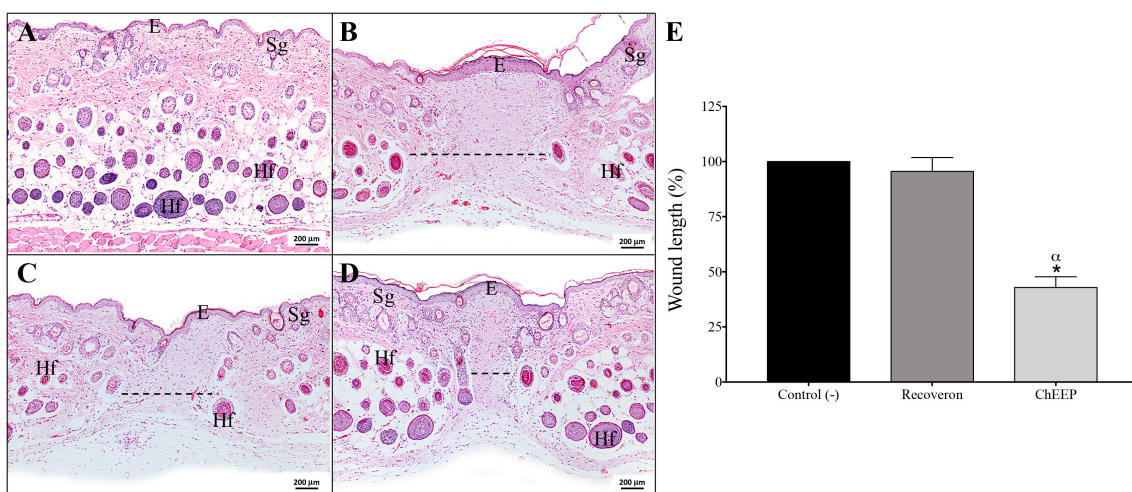 A
E
Sg
Hf
Hf
200 µm
B
E
Sg
Hf
200 µm
C
E
Sg
Hf
Hf
200 µm
D
Sg
E
Hf
Hf
200 µm
E
Wound length (%)
125
100
75
50
25
0
α
*
Control (-)
Recoveron
ChEEP